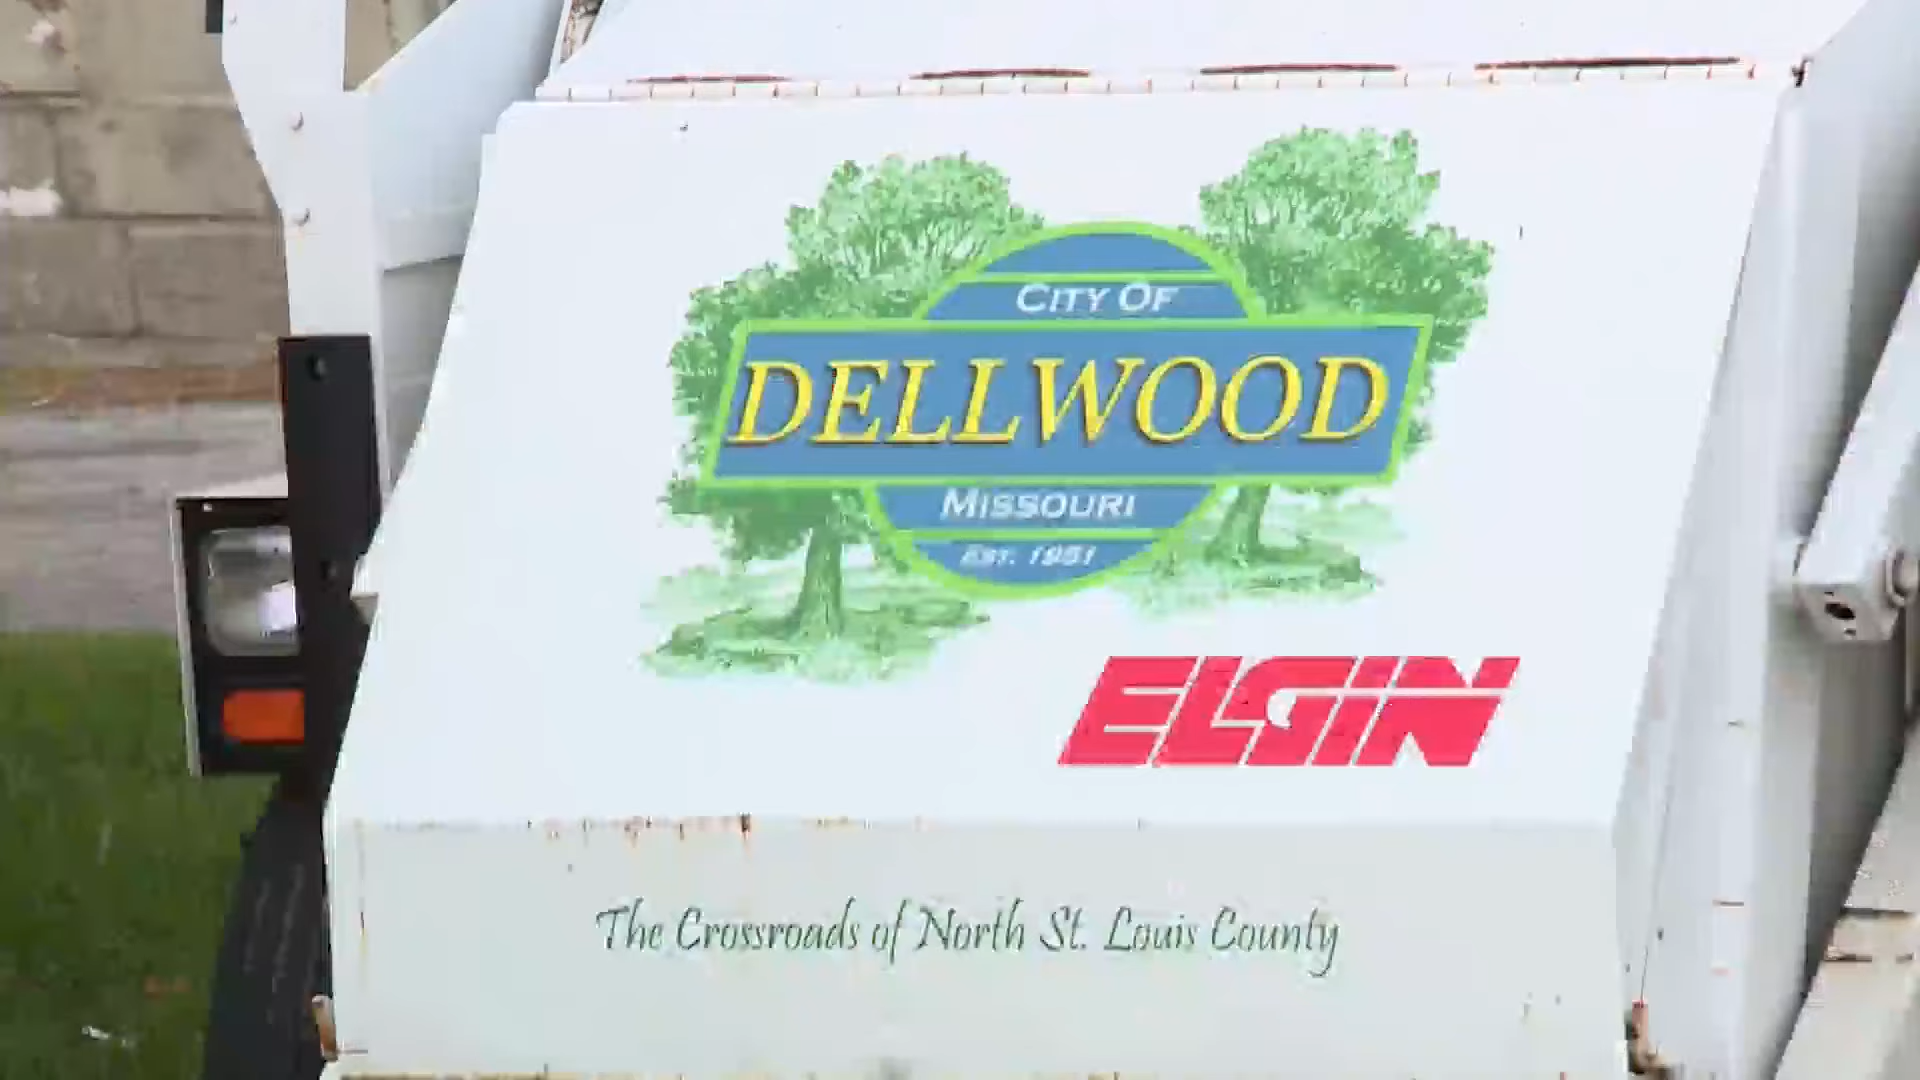 CITY OF
DELLWOOD
MISSOURI
EST. 1951
ELGIN
The Crossroads of North St. Louis County